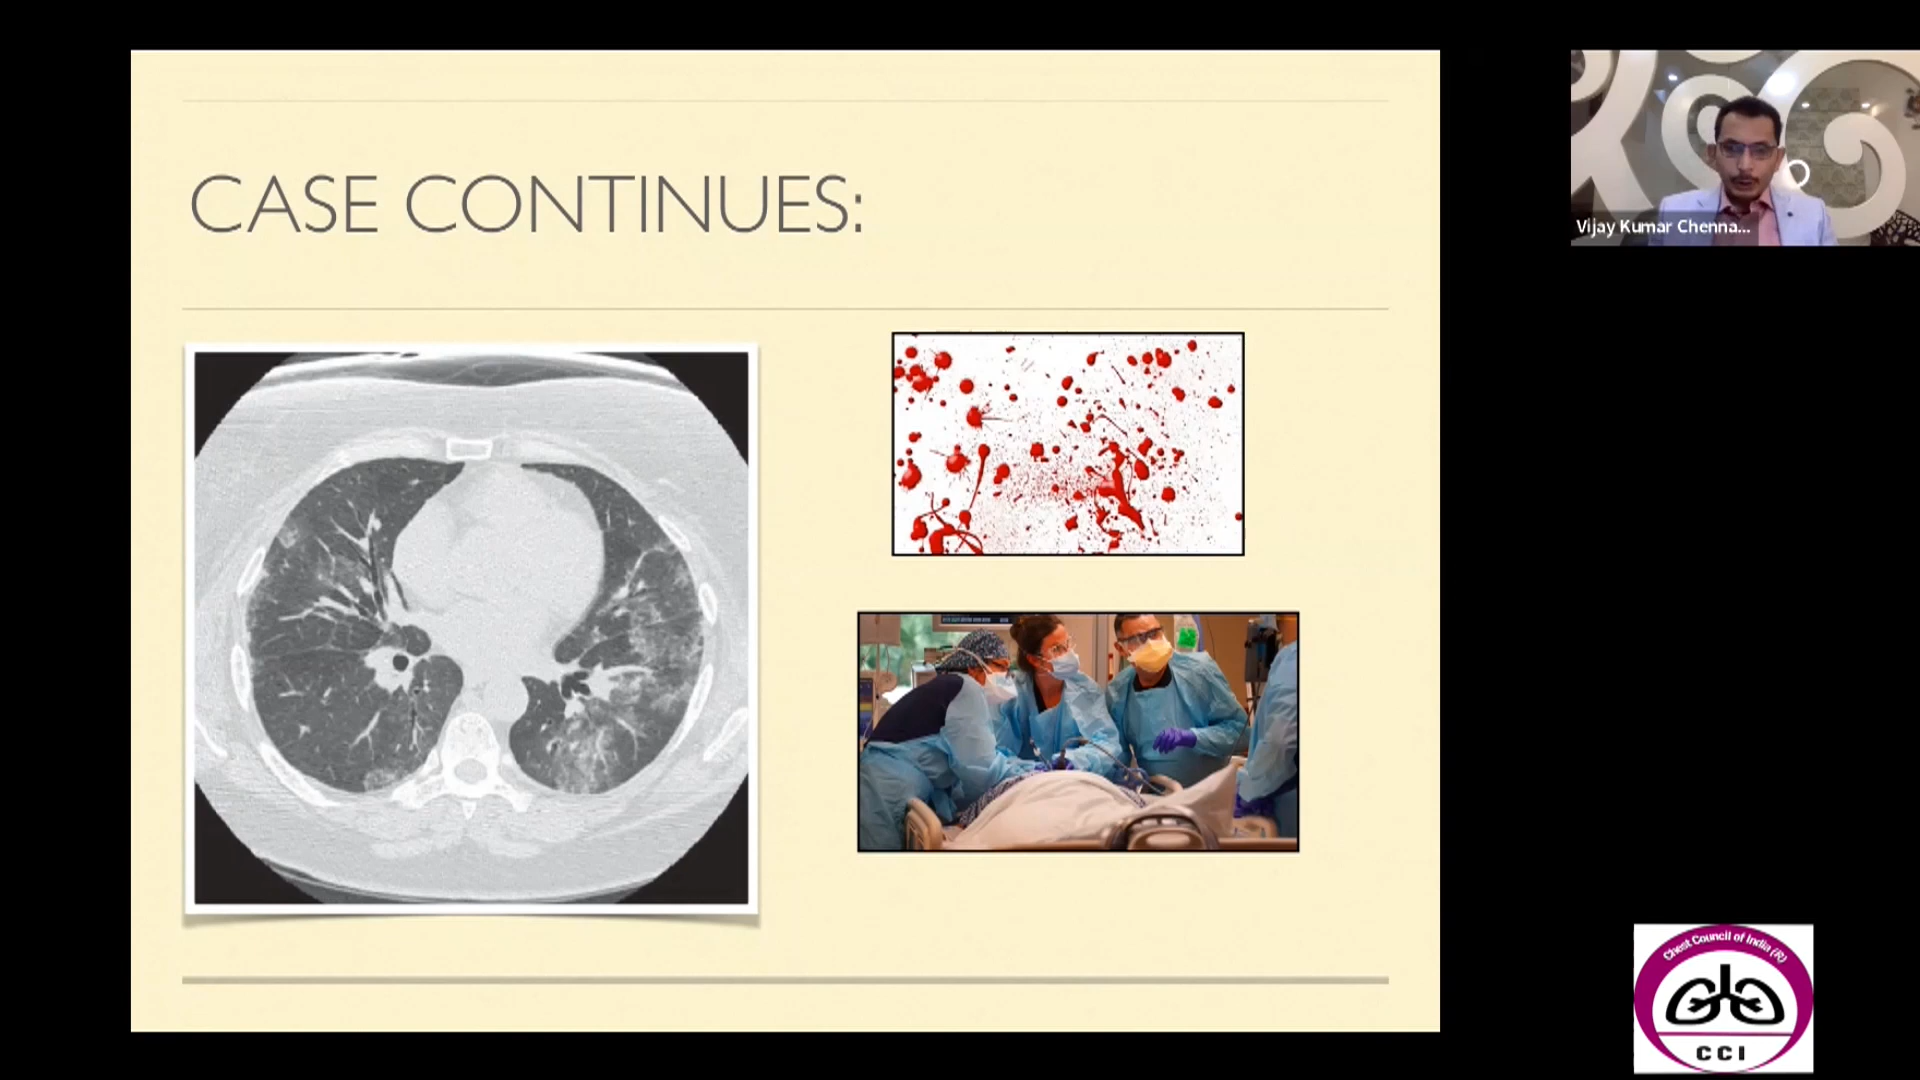 CASE CONTINUES:
Vijay Kumar Chenna...
Chest Council of India (R)
CCI